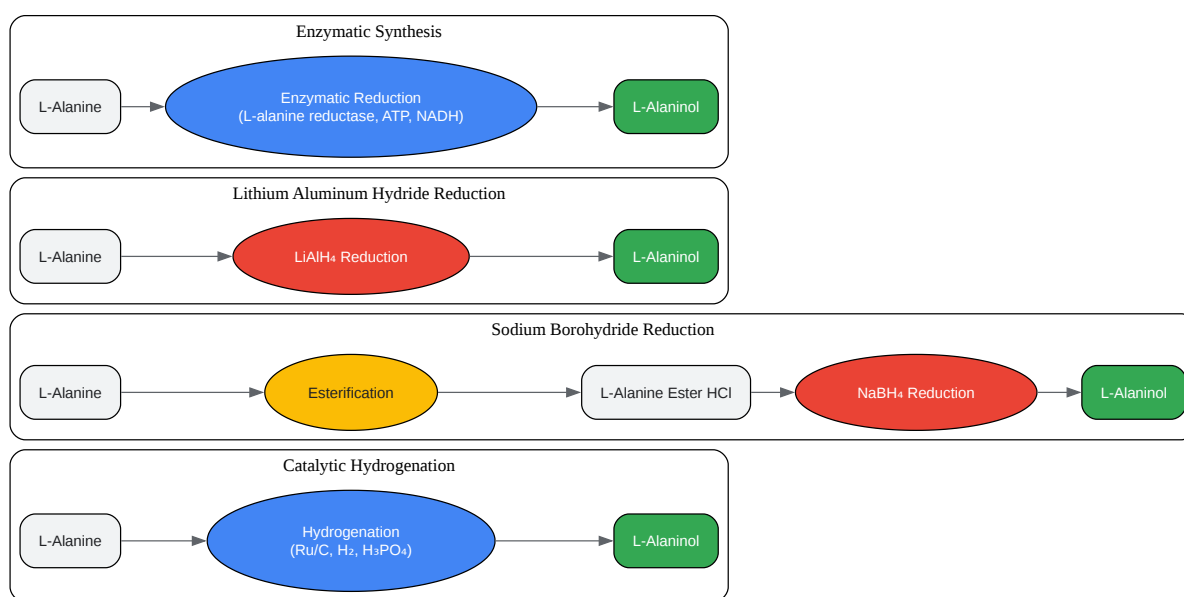 Enzymatic Synthesis
L-Alanine
Enzymatic Reduction
(L-alanine reductase, ATP, NADH)
L-Alaninol
Lithium Aluminum Hydride Reduction
L-Alanine
LiAlH₄ Reduction
L-Alaninol
Sodium Borohydride Reduction
L-Alanine
Esterification
L-Alanine Ester HCl
NaBH₄ Reduction
L-Alaninol
Catalytic Hydrogenation
L-Alanine
Hydrogenation
(Ru/C, H₂, H₃PO₄)
L-Alaninol